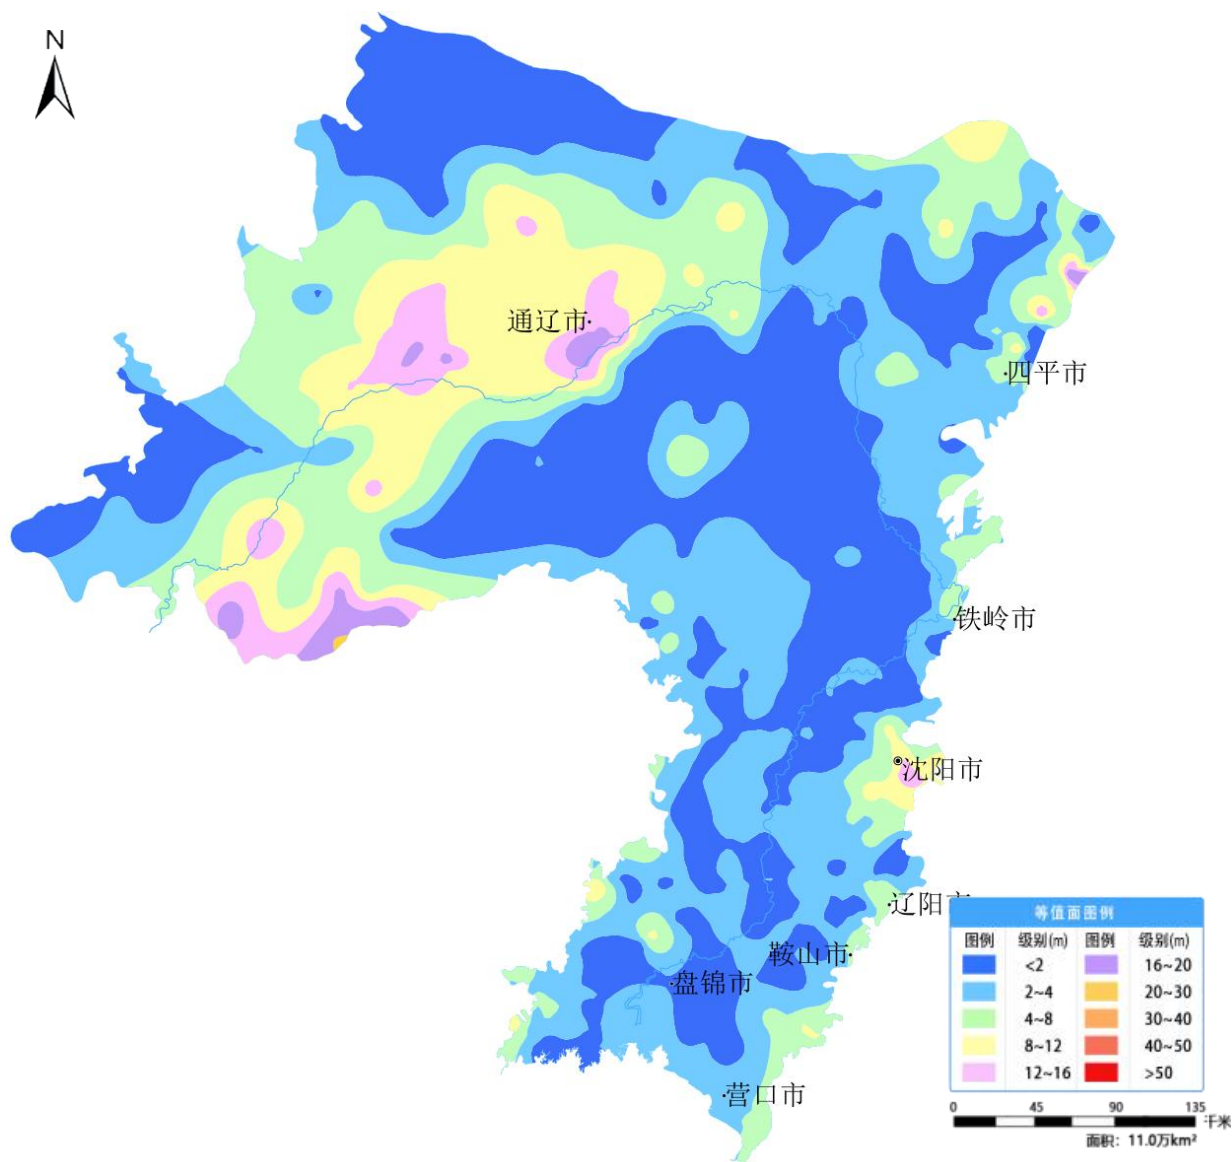 N
通辽市
四平市
铁岭市
沈阳市
辽阳市
鞍山市
盘锦市
营口市
等值面图例
图例 级别(m) 图例 级别(m)
<2 16~20
2~4 20~30
4~8 30~40
8~12 40~50
12~16 >50
0 45 90 135
千米
面积：11.0万km²